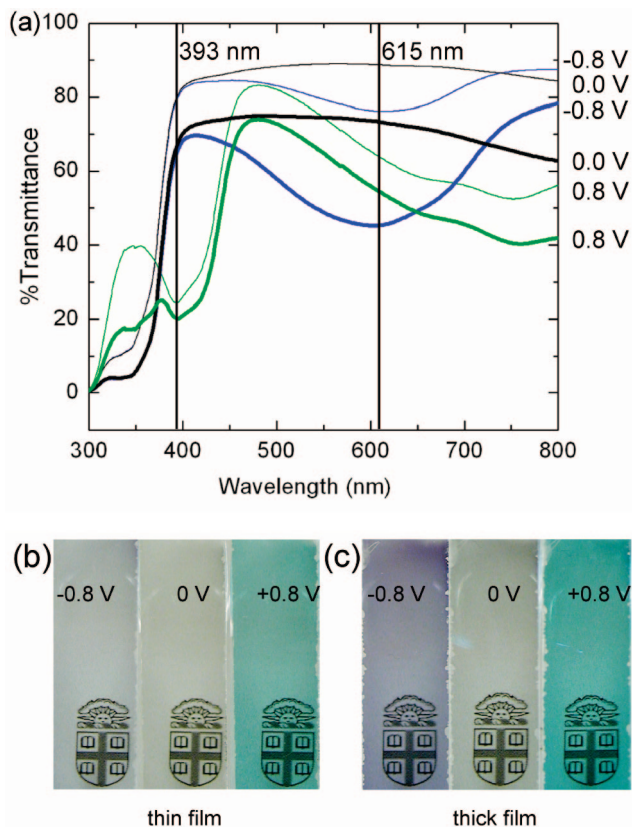 (a)
100
80
60
40
20
0
%Transmittance
393 nm
615 nm
-0.8 V
0.0 V
-0.8 V
0.0 V
0.8 V
0.8 V
300 400 500 600 700 800
Wavelength (nm)
(b)
-0.8 V 0 V +0.8 V
thin film
(c)
-0.8 V 0 V +0.8 V
thick film